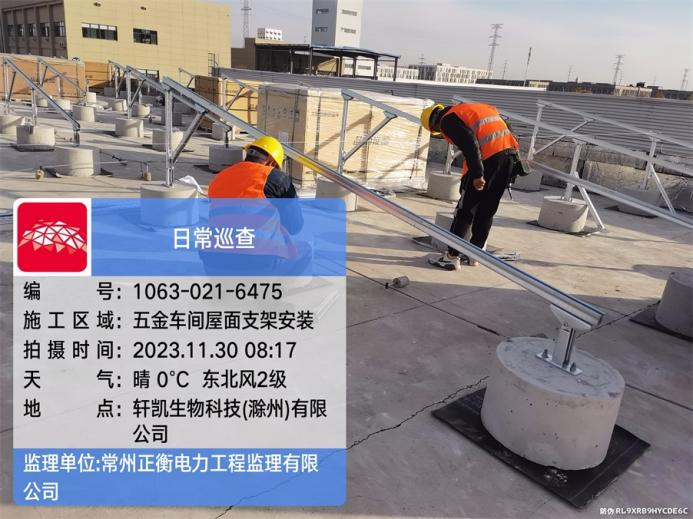 日常巡查
编 号: 1063-021-6475
施工区域: 五金车间屋面支架安装
拍摄时间: 2023.11.30 08:17
天 气: 晴 0℃ 东北风2级
地 点: 轩凯生物科技(滁州)有限
公司
监理单位:常州正衡电力工程监理有限
公司
防伪 RL9XRB9HYCDE6C